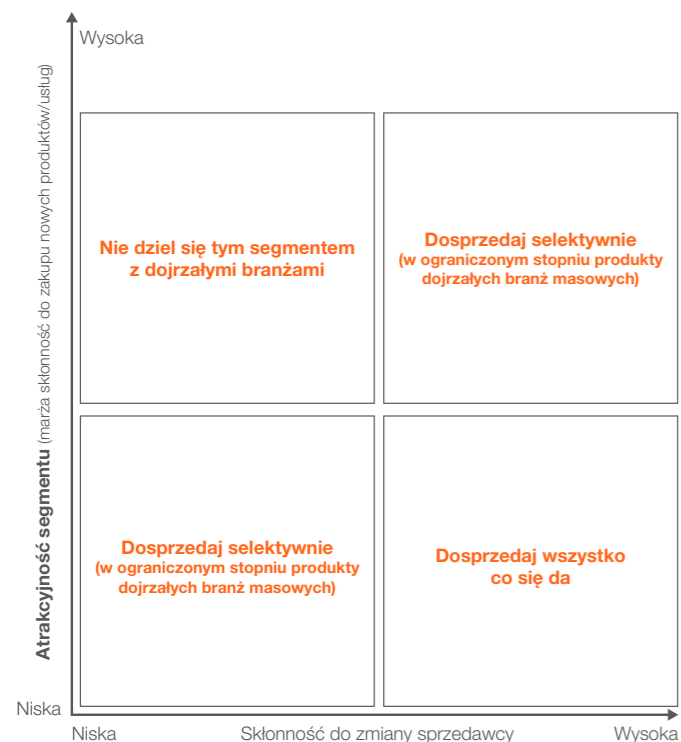 Wysoka
Atrakcyjność segmentu (marża skłonność do zakupu nowych produktów/usług)
Nie dziel się tym segmentem
z dojrzałymi branżami
Dosprzedaj selektywnie
(w ograniczonym stopniu produkty
dojrzałych branż masowych)
Dosprzedaj selektywnie
(w ograniczonym stopniu produkty
dojrzałych branż masowych)
Dosprzedaj wszystko
co się da
Niska
Niska
Skłonność do zmiany sprzedawcy
Wysoka